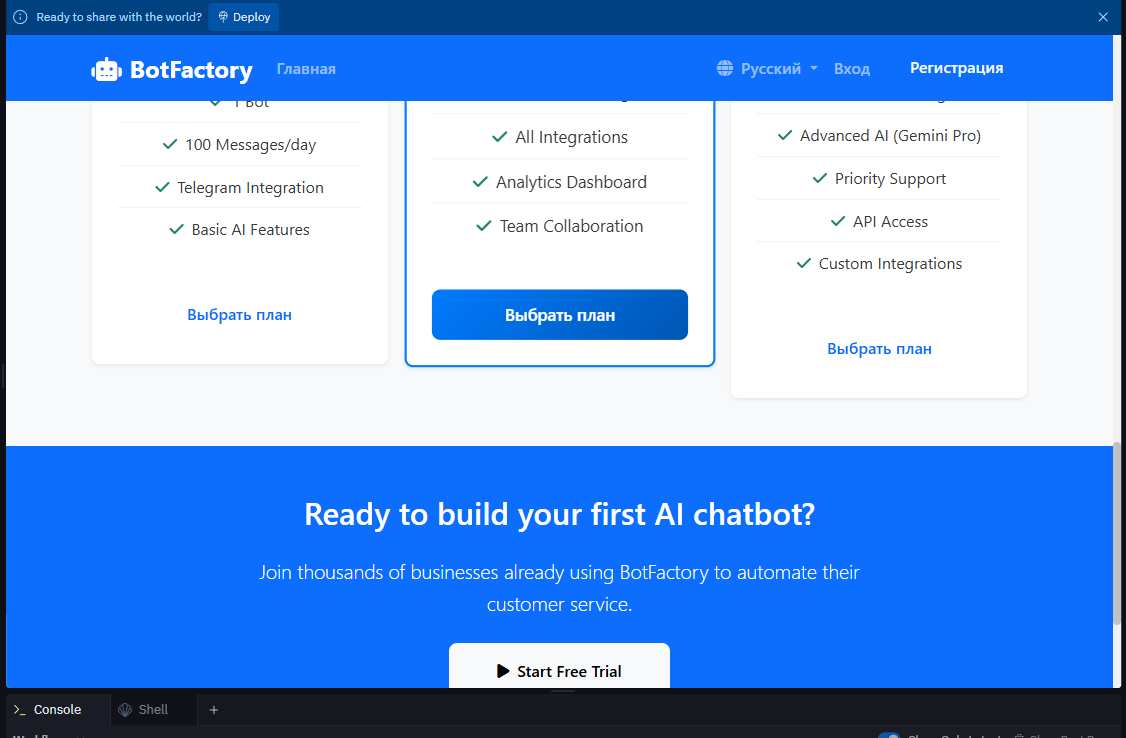 Ready to share with the world? Deploy
BotFactory Главная Русский Вход Регистрация
1 Bot
100 Messages/day
Telegram Integration
Basic AI Features
Выбрать план
All Integrations
Analytics Dashboard
Team Collaboration
Выбрать план
Advanced AI (Gemini Pro)
Priority Support
API Access
Custom Integrations
Выбрать план
Ready to build your first AI chatbot?
Join thousands of businesses already using BotFactory to automate their
customer service.
Start Free Trial
Console Shell